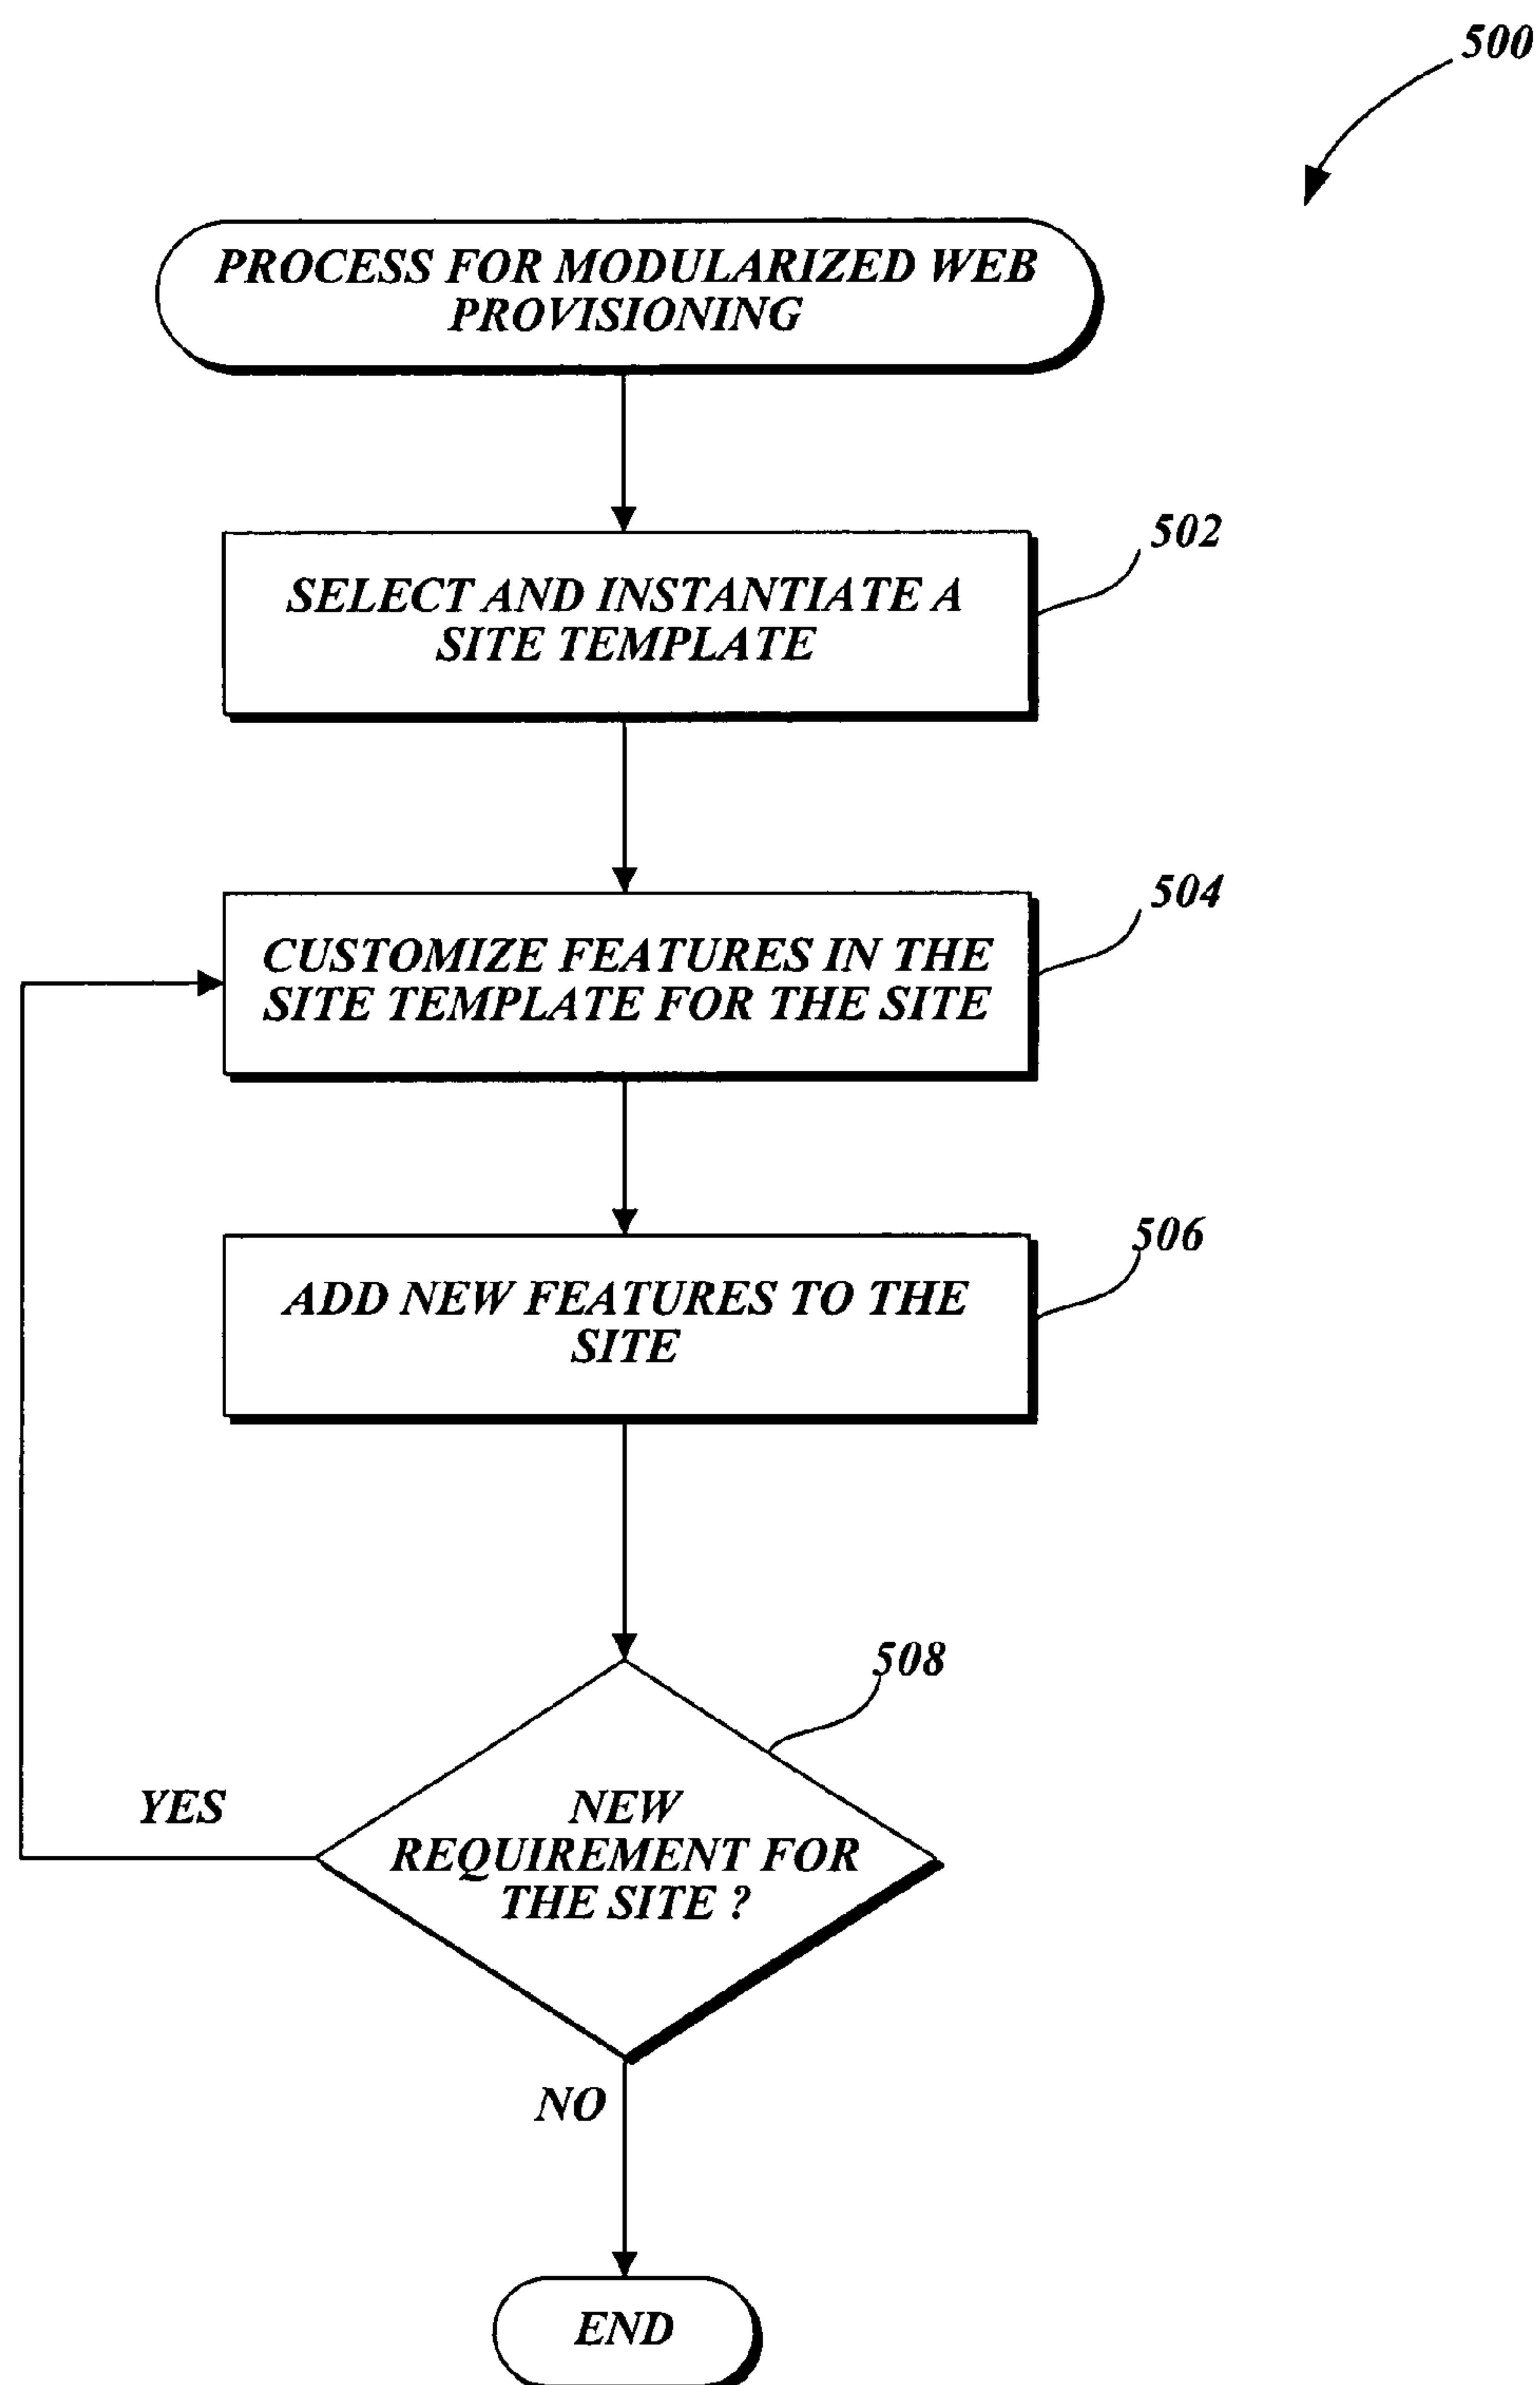 500
PROCESS FOR MODULARIZED WEB
PROVISIONING
502
SELECT AND INSTANTIATE A
SITE TEMPLATE
504
CUSTOMIZE FEATURES IN THE
SITE TEMPLATE FOR THE SITE
506
ADD NEW FEATURES TO THE
SITE
508
YES
NEW
REQUIREMENT FOR
THE SITE ?
NO
END